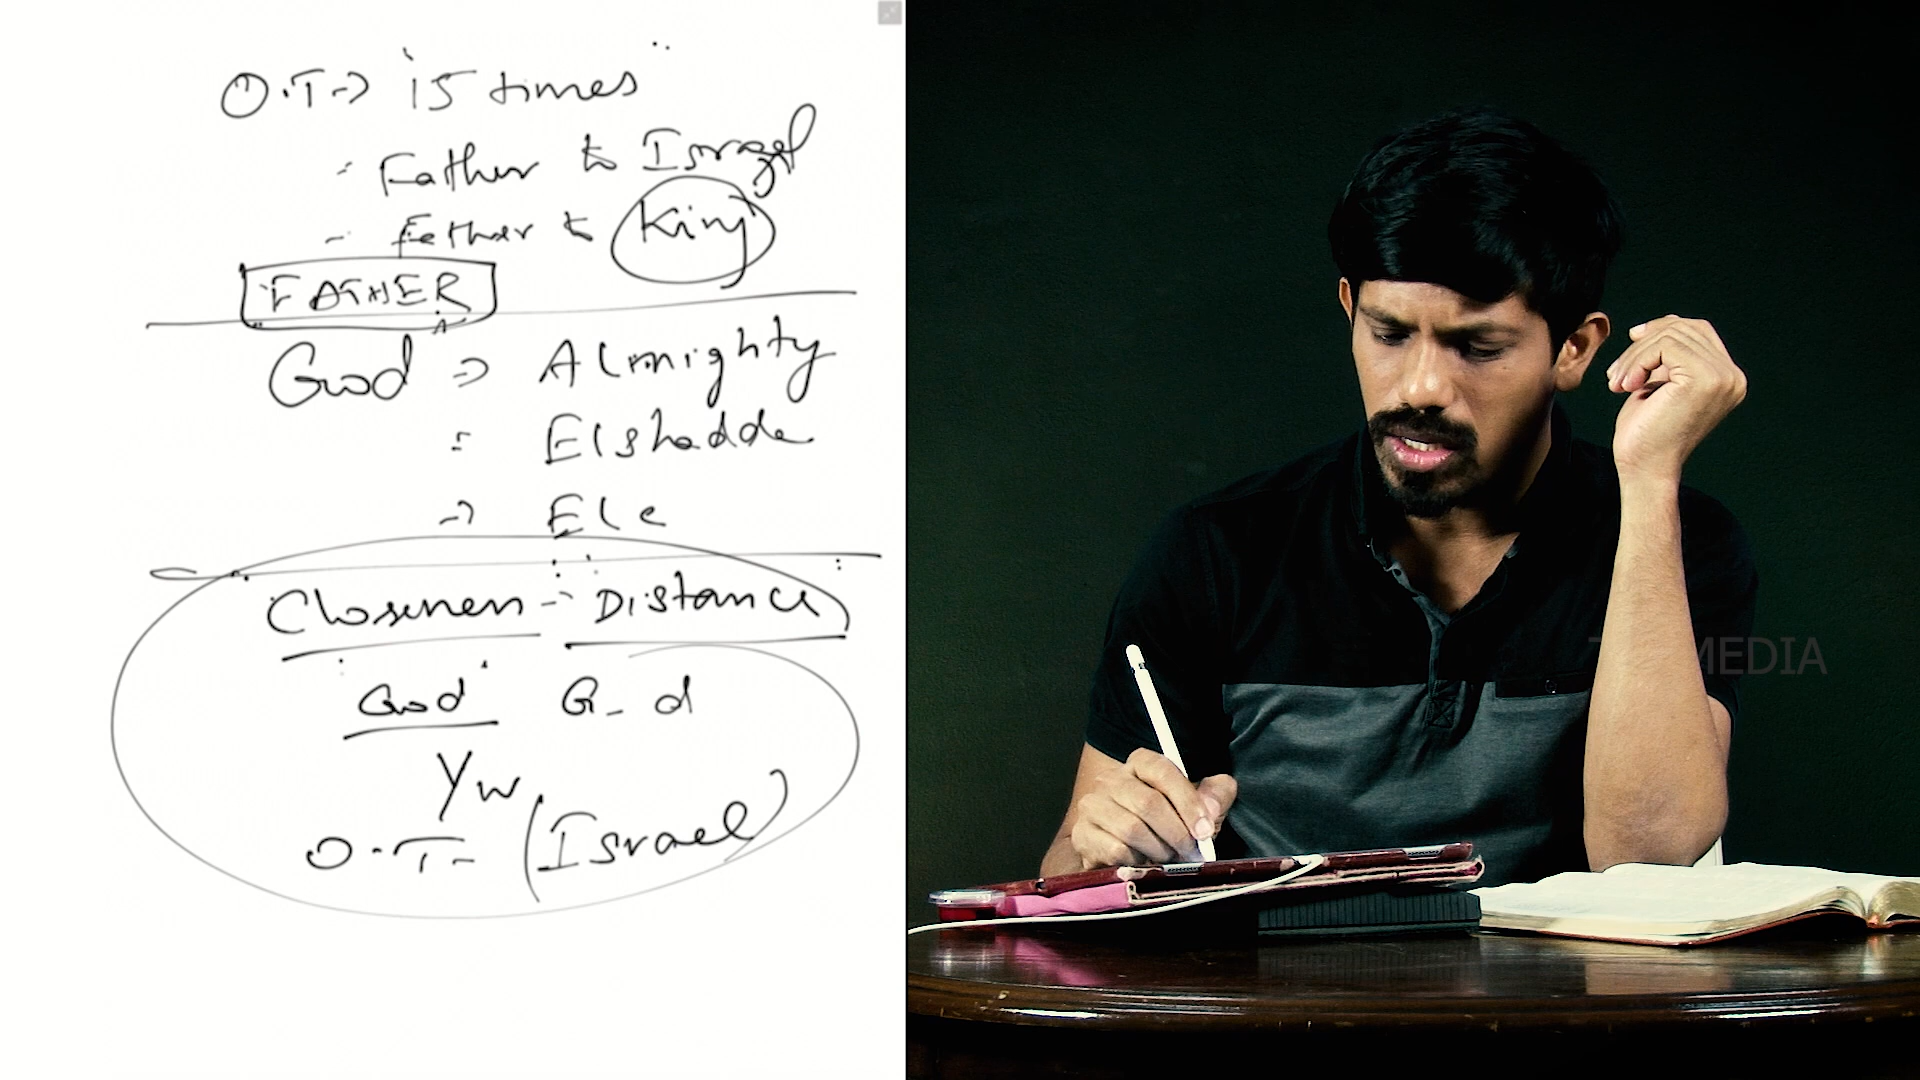 O.T-> 15 times
- Father to Israel
- Father to King
FATHER
God => Almighty
: Elshadde
-> Ele
Closenen - Distance
God G_d
Yw
O.T- (Israel)
MEDIA